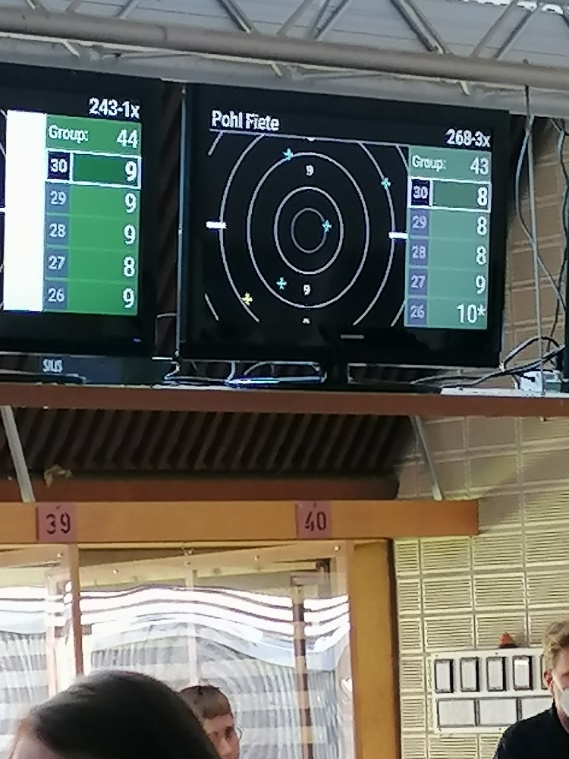 243-1x
Group: 44
30 9
29 9
28 9
27 8
26 9
SIUS
Pohl Fiete
268-3x
9
9
Group: 43
30 8
29 8
28 8
27 9
26 10*
39
40